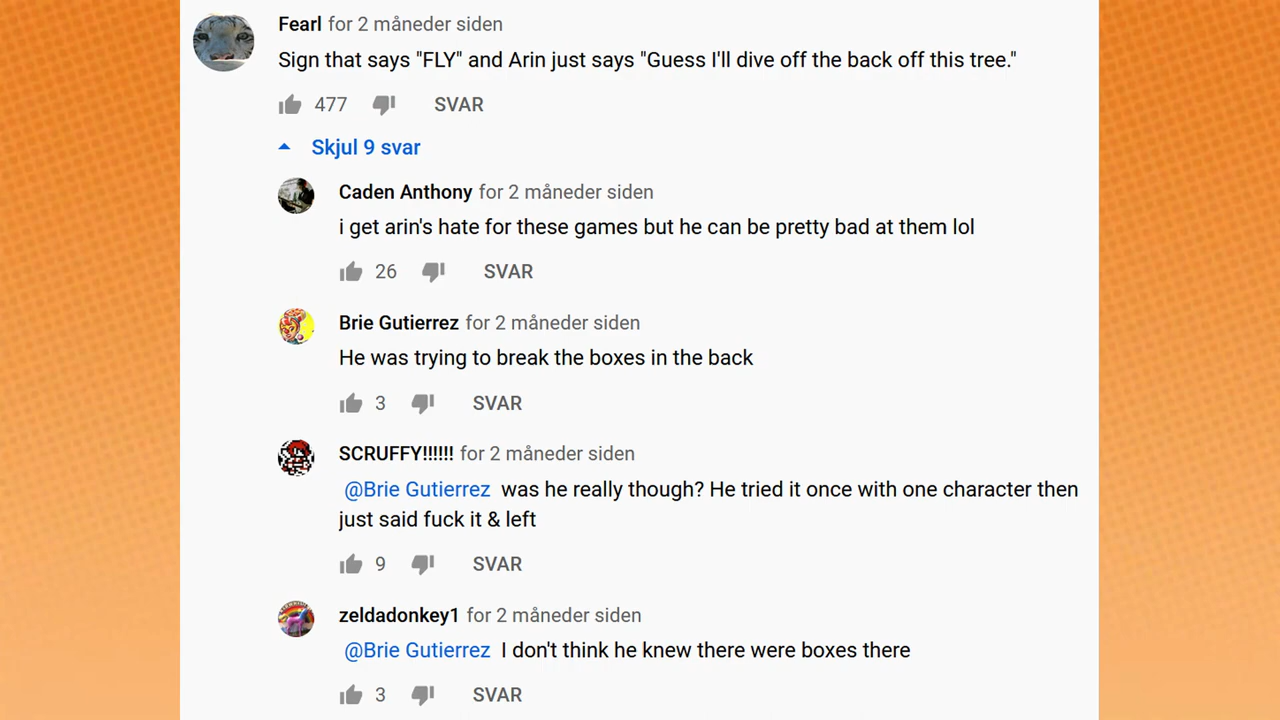 Fearl for 2 måneder siden
Sign that says "FLY" and Arin just says "Guess I'll dive off the back off this tree."
477 SVAR
Skjul 9 svar
Caden Anthony for 2 måneder siden
i get arin's hate for these games but he can be pretty bad at them lol
26 SVAR
Brie Gutierrez for 2 måneder siden
He was trying to break the boxes in the back
3 SVAR
SCRUFFY!!!!!! for 2 måneder siden
@Brie Gutierrez was he really though? He tried it once with one character then
just said fuck it & left
9 SVAR
zeldadonkey1 for 2 måneder siden
@Brie Gutierrez I don't think he knew there were boxes there
3 SVAR